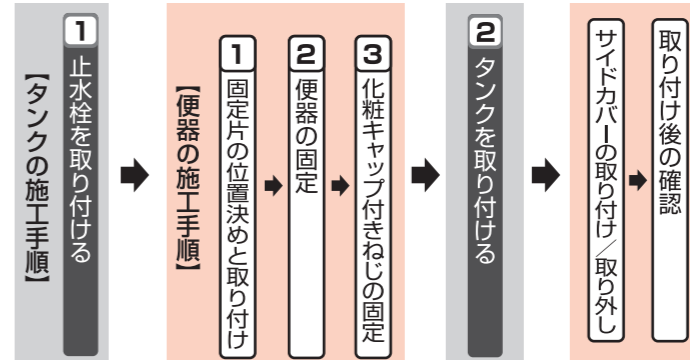 【タンクの施工手順】
1 止水栓を取り付ける
【便器の施工手順】
1 固定片の位置決めと取り付け
2 便器の固定
3 化粧キャップ付きねじの固定
2 タンクを取り付ける
サイドカバーの取り付け／取り外し
取り付け後の確認